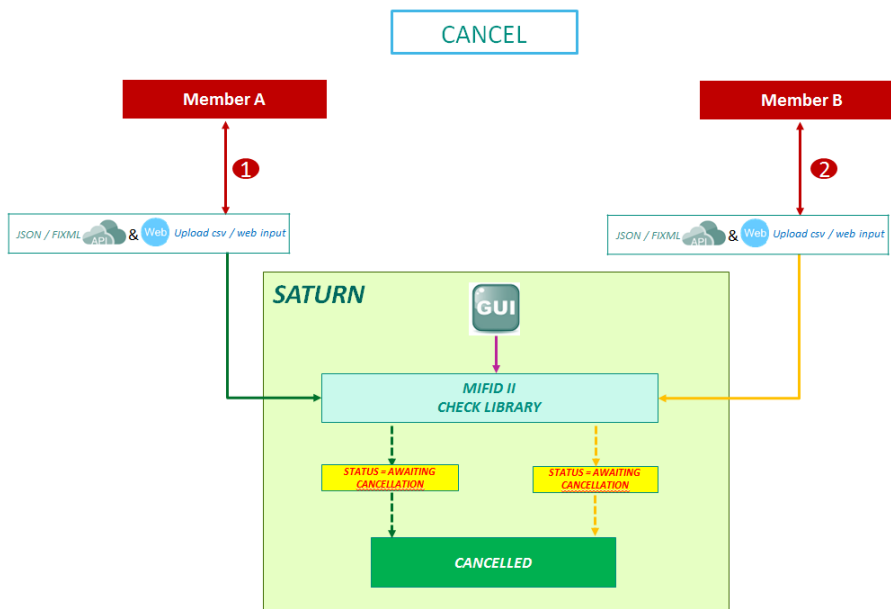 CANCEL
Member A
Member B
1
2
JSON / FIXML API & Web Upload csv / web input
JSON / FIXML API & Web Upload csv / web input
SATURN
GUI
MIFID II
CHECK LIBRARY
STATUS = AWAITING
CANCELLATION
STATUS = AWAITING
CANCELLATION
CANCELLED